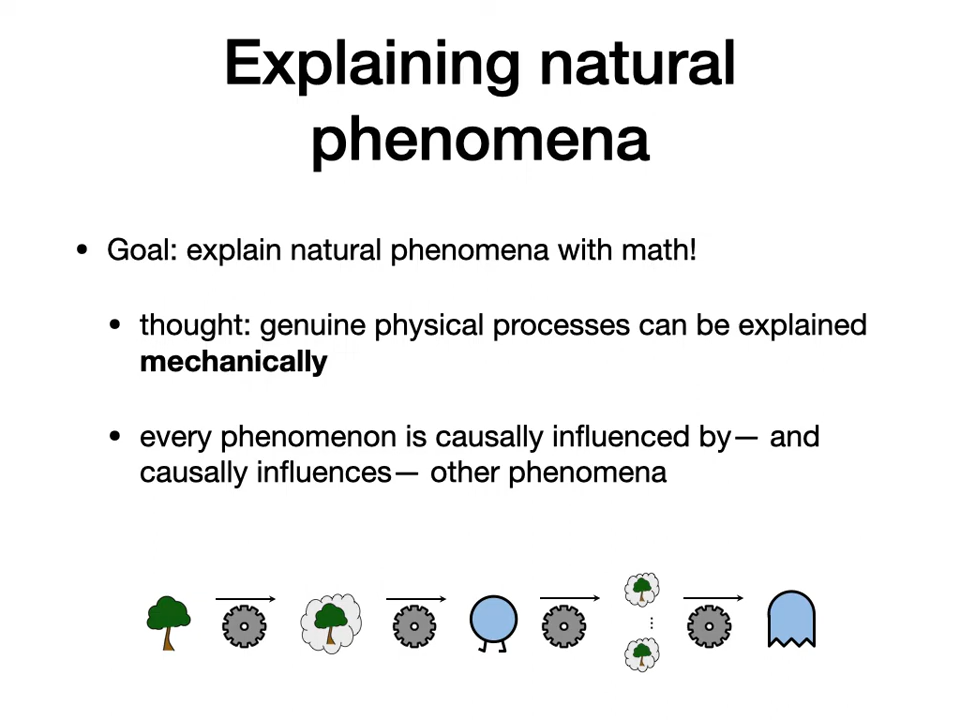 Explaining natural
phenomena
• Goal: explain natural phenomena with math!
• thought: genuine physical processes can be explained
mechanically
• every phenomenon is causally influenced by— and
causally influences— other phenomena
⋮